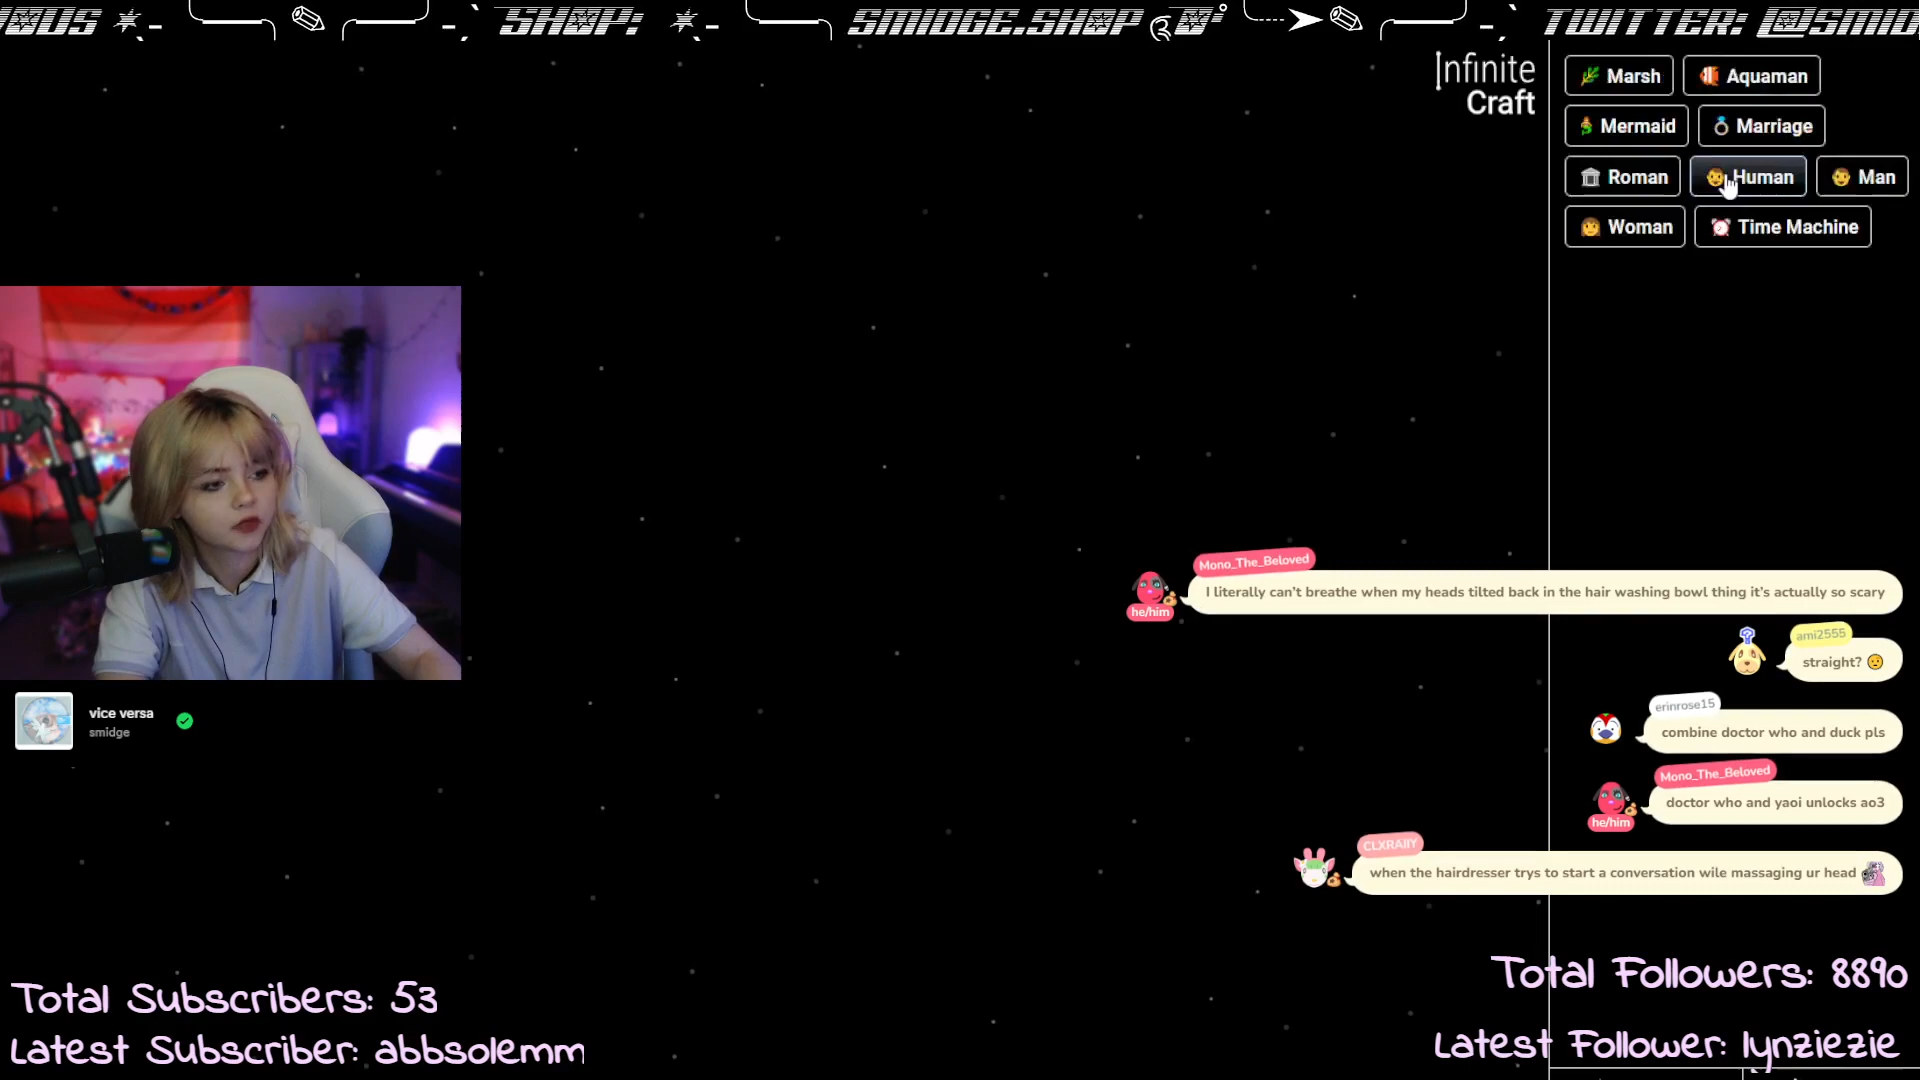 SHOP:
SMIDGE.SHOP
TWITTER: @SMID
Infinite
Craft
Marsh
Aquaman
Mermaid
Marriage
Roman
Human
Man
Woman
Time Machine
Mono_The_Beloved
he/him
I literally can't breathe when my heads tilted back in the hair washing bowl thing it's actually so scary
ami2555
straight? 😟
erinrose15
combine doctor who and duck pls
Mono_The_Beloved
he/him
doctor who and yaoi unlocks ao3
CLXRAIIY
when the hairdresser trys to start a conversation wile massaging ur head
vice versa
smidge
Total Subscribers: 53
Latest Subscriber: abbsolemm
Total Followers: 8890
Latest Follower: lynziezie